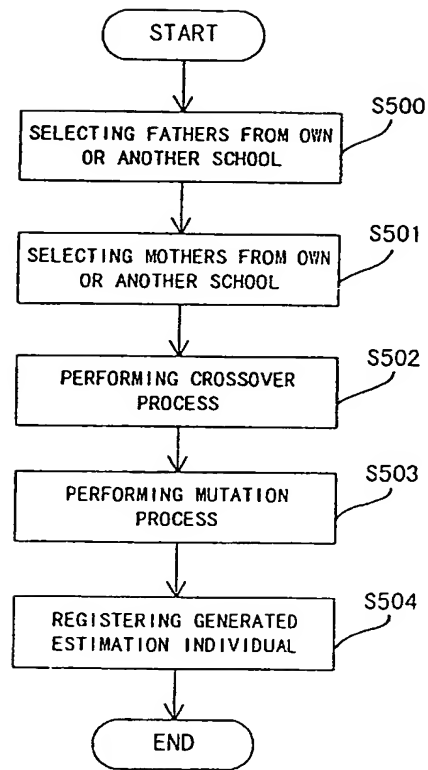 START
S500
SELECTING FATHERS FROM OWN
OR ANOTHER SCHOOL
S501
SELECTING MOTHERS FROM OWN
OR ANOTHER SCHOOL
S502
PERFORMING CROSSOVER
PROCESS
S503
PERFORMING MUTATION
PROCESS
S504
REGISTERING GENERATED
ESTIMATION INDIVIDUAL
END